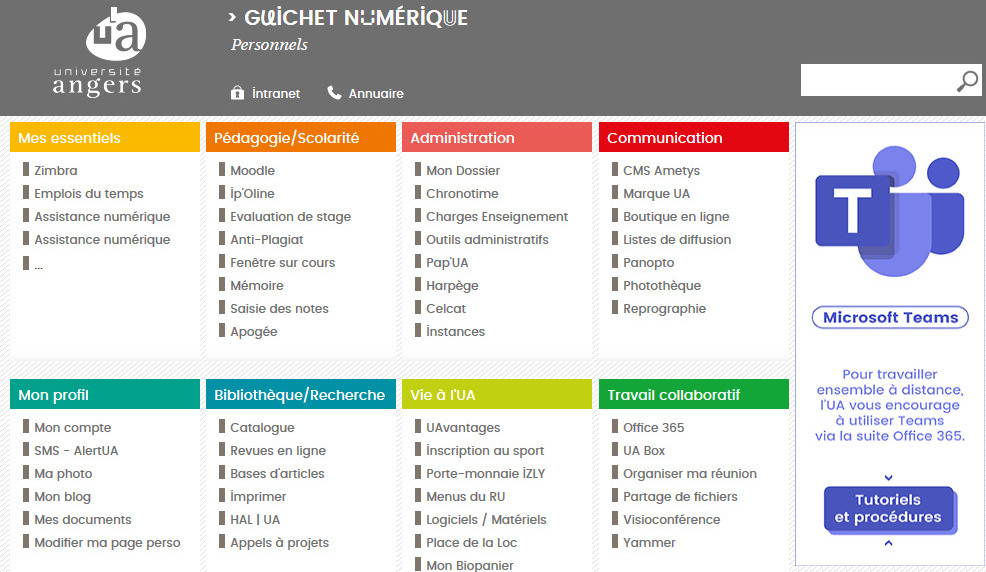 ua
université
angers
GUICHET NUMÉRIQUE
Personnels
İntranet
Annuaire
Mes essentiels
Zimbra
Emplois du temps
Assistance numérique
Assistance numérique
...
Pédagogie/Scolarité
Moodle
İp'Oline
Evaluation de stage
Anti-Plagiat
Fenêtre sur cours
Mémoire
Saisie des notes
Apogée
Administration
Mon Dossier
Chronotime
Charges Enseignement
Outils administratifs
Pap'UA
Harpège
Celcat
İnstances
Communication
CMS Ametys
Marque UA
Boutique en ligne
Listes de diffusion
Panopto
Photothèque
Reprographie
Mon profil
Mon compte
SMS - AlertUA
Ma photo
Mon blog
Mes documents
Modifier ma page perso
Bibliothèque/Recherche
Catalogue
Revues en ligne
Bases d'articles
İmprimer
HAL | UA
Appels à projets
Vie à l'UA
UAvantages
İnscription au sport
Porte-monnaie İZLY
Menus du RU
Logiciels / Matériels
Place de la Loc
Mon Biopanier
Travail collaboratif
Office 365
UA Box
Organiser ma réunion
Partage de fichiers
Visioconférence
Yammer
T
Microsoft Teams
Pour travailler
ensemble à distance,
l'UA vous encourage
à utiliser Teams
via la suite Office 365.
Tutoriels
et procédures